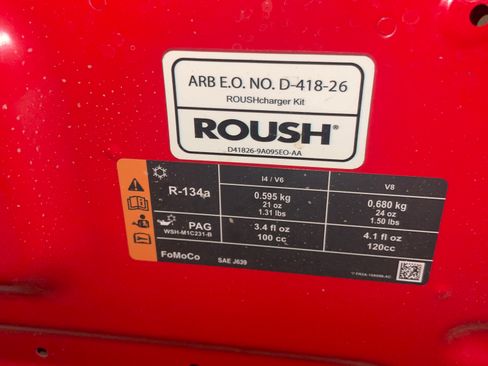 ARB E.O. NO. D-418-26
ROUSHcharger Kit
ROUSH®
D41826-9A095EO-AA
I4 / V6
V8
R-134a
0.595 kg
21 oz
1.31 lbs
0.680 kg
24 oz
1.50 lbs
PAG
WSH-M1C231-B
3.4 fl oz
100 cc
4.1 fl oz
120cc
FoMoCo
SAE J639